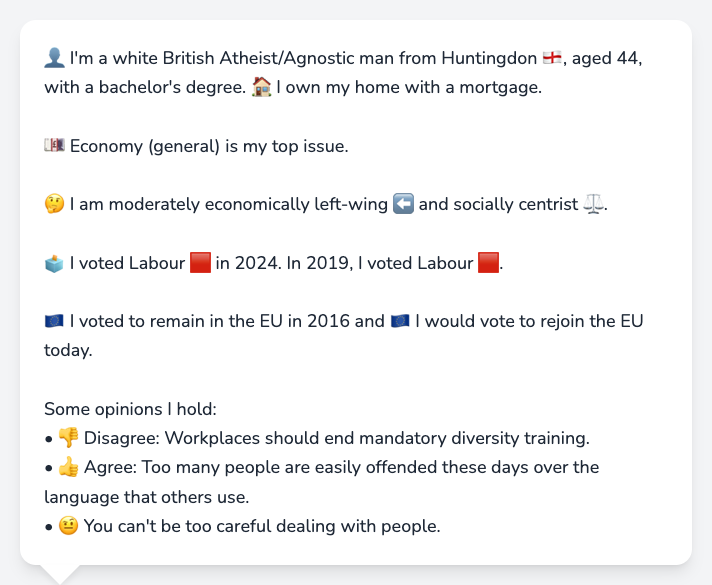 👤 I'm a white British Atheist/Agnostic man from Huntingdon 🏴󠁧󠁢󠁥󠁮󠁧󠁿, aged 44,
with a bachelor's degree. 🏠 I own my home with a mortgage.
💷 Economy (general) is my top issue.
🤔 I am moderately economically left-wing ⬅️ and socially centrist ⚖️.
🗳️ I voted Labour 🟥 in 2024. In 2019, I voted Labour 🟥.
🇪🇺 I voted to remain in the EU in 2016 and 🇪🇺 I would vote to rejoin the EU
today.
Some opinions I hold:
• 👎 Disagree: Workplaces should end mandatory diversity training.
• 👍 Agree: Too many people are easily offended these days over the
language that others use.
• 🤨 You can't be too careful dealing with people.